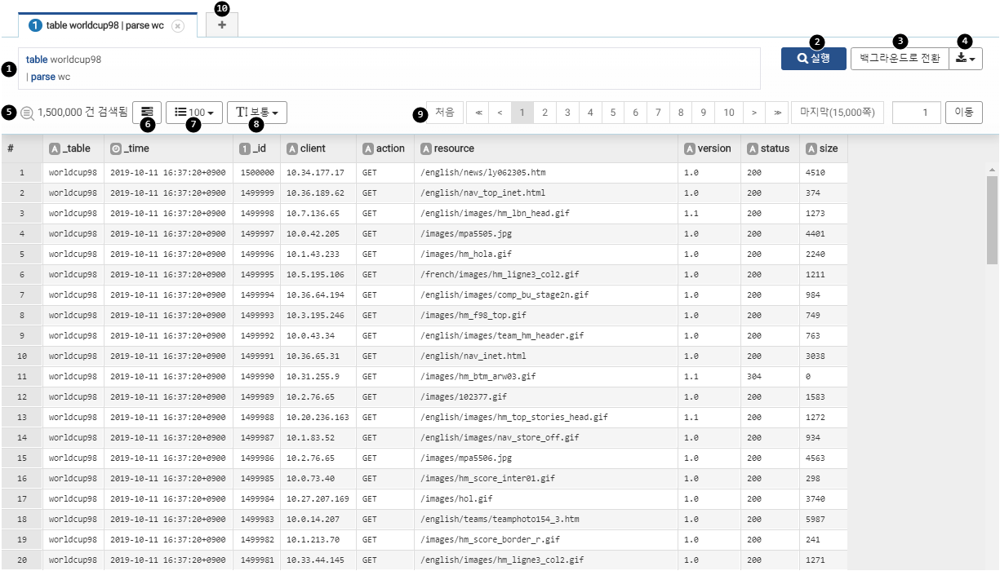 10
1 table worldcup98 | parse wc
+
1 table worldcup98
| parse wc
2 실행
3 백그라운드로 전환
4
5 1,500,000 건 검색됨
6
100
7
보통
8
9 처음 ≪ < 1 2 3 4 5 6 7 8 9 10 > ≫ 마지막(15,000쪽) 1 이동
# A _table _time 1 _id A client A action A resource A version A status A size
1 worldcup98 2019-10-11 16:37:20+0900 1500000 10.34.177.17 GET /english/news/ly062305.htm 1.0 200 4510
2 worldcup98 2019-10-11 16:37:20+0900 1499999 10.36.189.62 GET /english/nav_top_inet.html 1.0 200 374
3 worldcup98 2019-10-11 16:37:20+0900 1499998 10.7.136.65 GET /english/images/hm_lbn_head.gif 1.1 200 1273
4 worldcup98 2019-10-11 16:37:20+0900 1499997 10.0.42.205 GET /images/mpa5505.jpg 1.0 200 4401
5 worldcup98 2019-10-11 16:37:20+0900 1499996 10.1.43.233 GET /images/hm_hola.gif 1.0 200 2240
6 worldcup98 2019-10-11 16:37:20+0900 1499995 10.5.195.106 GET /french/images/hm_ligne3_col2.gif 1.0 200 1211
7 worldcup98 2019-10-11 16:37:20+0900 1499994 10.36.64.194 GET /english/images/comp_bu_stage2n.gif 1.0 200 984
8 worldcup98 2019-10-11 16:37:20+0900 1499993 10.3.195.246 GET /images/hm_f98_top.gif 1.0 200 749
9 worldcup98 2019-10-11 16:37:20+0900 1499992 10.0.43.34 GET /english/images/team_hm_header.gif 1.0 200 763
10 worldcup98 2019-10-11 16:37:20+0900 1499991 10.36.65.31 GET /english/nav_inet.html 1.0 200 3038
11 worldcup98 2019-10-11 16:37:20+0900 1499990 10.31.255.9 GET /images/hm_btm_arw03.gif 1.1 304 0
12 worldcup98 2019-10-11 16:37:20+0900 1499989 10.2.76.65 GET /images/102377.gif 1.0 200 1583
13 worldcup98 2019-10-11 16:37:20+0900 1499988 10.20.236.163 GET /english/images/hm_top_stories_head.gif 1.1 200 1272
14 worldcup98 2019-10-11 16:37:20+0900 1499987 10.1.83.52 GET /english/images/nav_store_off.gif 1.0 200 934
15 worldcup98 2019-10-11 16:37:20+0900 1499986 10.2.76.65 GET /images/mpa5506.jpg 1.0 200 4563
16 worldcup98 2019-10-11 16:37:20+0900 1499985 10.0.73.40 GET /images/hm_score_inter01.gif 1.0 200 298
17 worldcup98 2019-10-11 16:37:20+0900 1499984 10.27.207.169 GET /images/hol.gif 1.0 200 3740
18 worldcup98 2019-10-11 16:37:20+0900 1499983 10.0.14.207 GET /english/teams/teamphoto154_3.htm 1.0 200 5987
19 worldcup98 2019-10-11 16:37:20+0900 1499982 10.1.213.70 GET /images/hm_score_border_r.gif 1.0 200 241
20 worldcup98 2019-10-11 16:37:20+0900 1499981 10.33.44.145 GET /english/images/hm_ligne3_col2.gif 1.0 200 1271